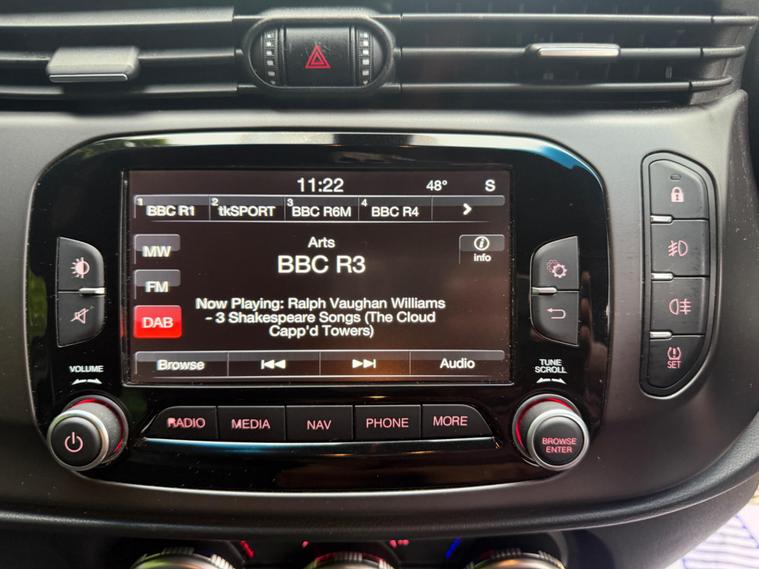 11:22 48° S
1 BBC R1 2 tkSPORT 3 BBC R6M 4 BBC R4 >
MW
FM
DAB
Arts
BBC R3
i
info
Now Playing: Ralph Vaughan Williams
- 3 Shakespeare Songs (The Cloud
Capp'd Towers)
Browse Audio
VOLUME
TUNE
SCROLL
RADIO MEDIA NAV PHONE MORE
BROWSE
ENTER
SET